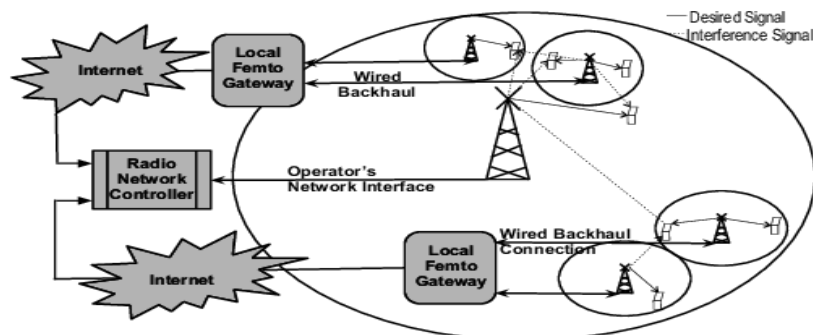 Desired Signal
Interference Signal
Internet
Local
Femto
Gateway
Wired
Backhaul
Radio
Network
Controller
Operator's
Network Interface
Internet
Local
Femto
Gateway
Wired Backhaul
Connection